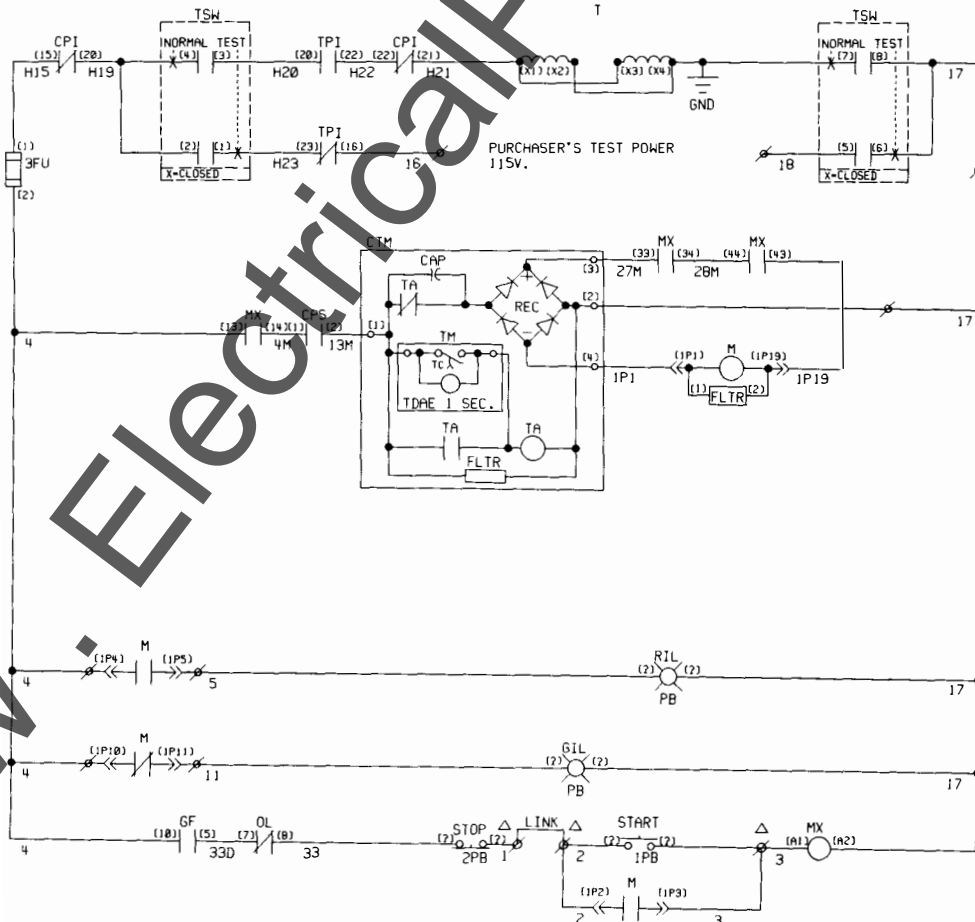 T
TSW
TSW
CPI
NORMAL TEST
TPI
CPI
NORMAL TEST
(15) (20) (4) (3) (20) (22) (22) (21) (X1) (X2) (X3) (X4) (7) (8)
H15 H19 H20 H22 H21 17
GND
TPI
(1) (2) (1) (23) (16) (5) (6)
3FU H23 16 18
PURCHASER'S TEST POWER
115V.
X=CLOSED
X=CLOSED
(2)
CTM
CAP
TA
REC
MX MX
(3) (33) (34) (44) (43)
27M 28M
(2)
17
MX CPS
(13) (14)(1) (2) (1)
4 4M 13M
TM
TC
TDAE 1 SEC.
(4) (1P1) M (1P19)
1P1 1P19
(1) (2)
FLTR
TA TA
FLTR
M
(1P4) (1P5)
4 5
RIL
(2) (2)
PB
17
M
(1P10) (1P11)
4 11
GIL
(2) (2)
PB
17
GF OL
(10) (5) (7) (8)
4 33D 33
STOP LINK START MX
(2) (2) (2) (2) (A1) (A2)
2PB 1 2 1PB 3
M
(1P2) (1P3)
2 3
. Electrical